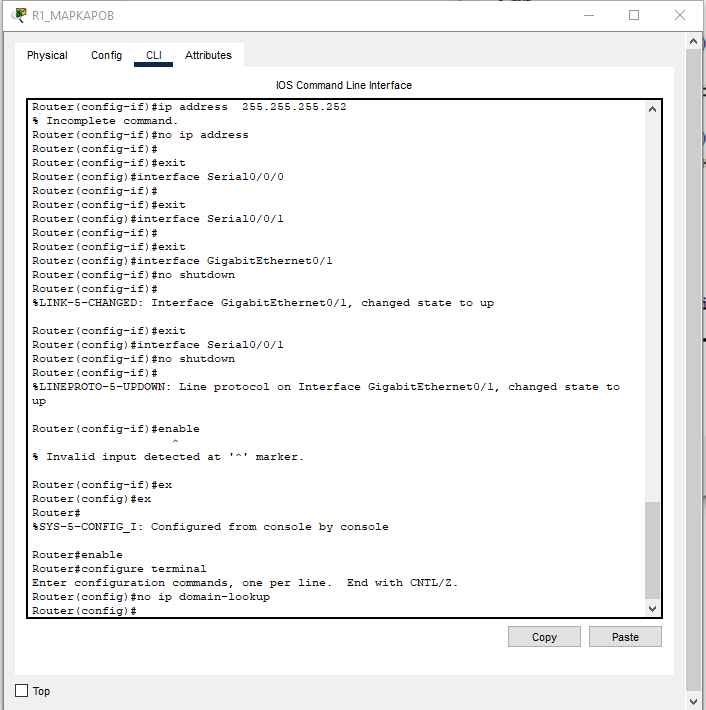 R1_МАРКАРОВ
Physical Config CLI Attributes
IOS Command Line Interface
Router(config-if)#ip address  255.255.255.252
% Incomplete command.
Router(config-if)#no ip address
Router(config-if)#
Router(config-if)#exit
Router(config)#interface Serial0/0/0
Router(config-if)#
Router(config-if)#exit
Router(config)#interface Serial0/0/1
Router(config-if)#
Router(config-if)#exit
Router(config)#interface GigabitEthernet0/1
Router(config-if)#no shutdown
Router(config-if)#
%LINK-5-CHANGED: Interface GigabitEthernet0/1, changed state to up
Router(config-if)#exit
Router(config)#interface Serial0/0/1
Router(config-if)#no shutdown
Router(config-if)#
%LINEPROTO-5-UPDOWN: Line protocol on Interface GigabitEthernet0/1, changed state to
up
Router(config-if)#enable
^
% Invalid input detected at '^' marker.
Router(config-if)#ex
Router(config)#ex
Router#
%SYS-5-CONFIG_I: Configured from console by console
Router#enable
Router#configure terminal
Enter configuration commands, one per line.  End with CNTL/Z.
Router(config)#no ip domain-lookup
Router(config)#
Copy Paste
Top